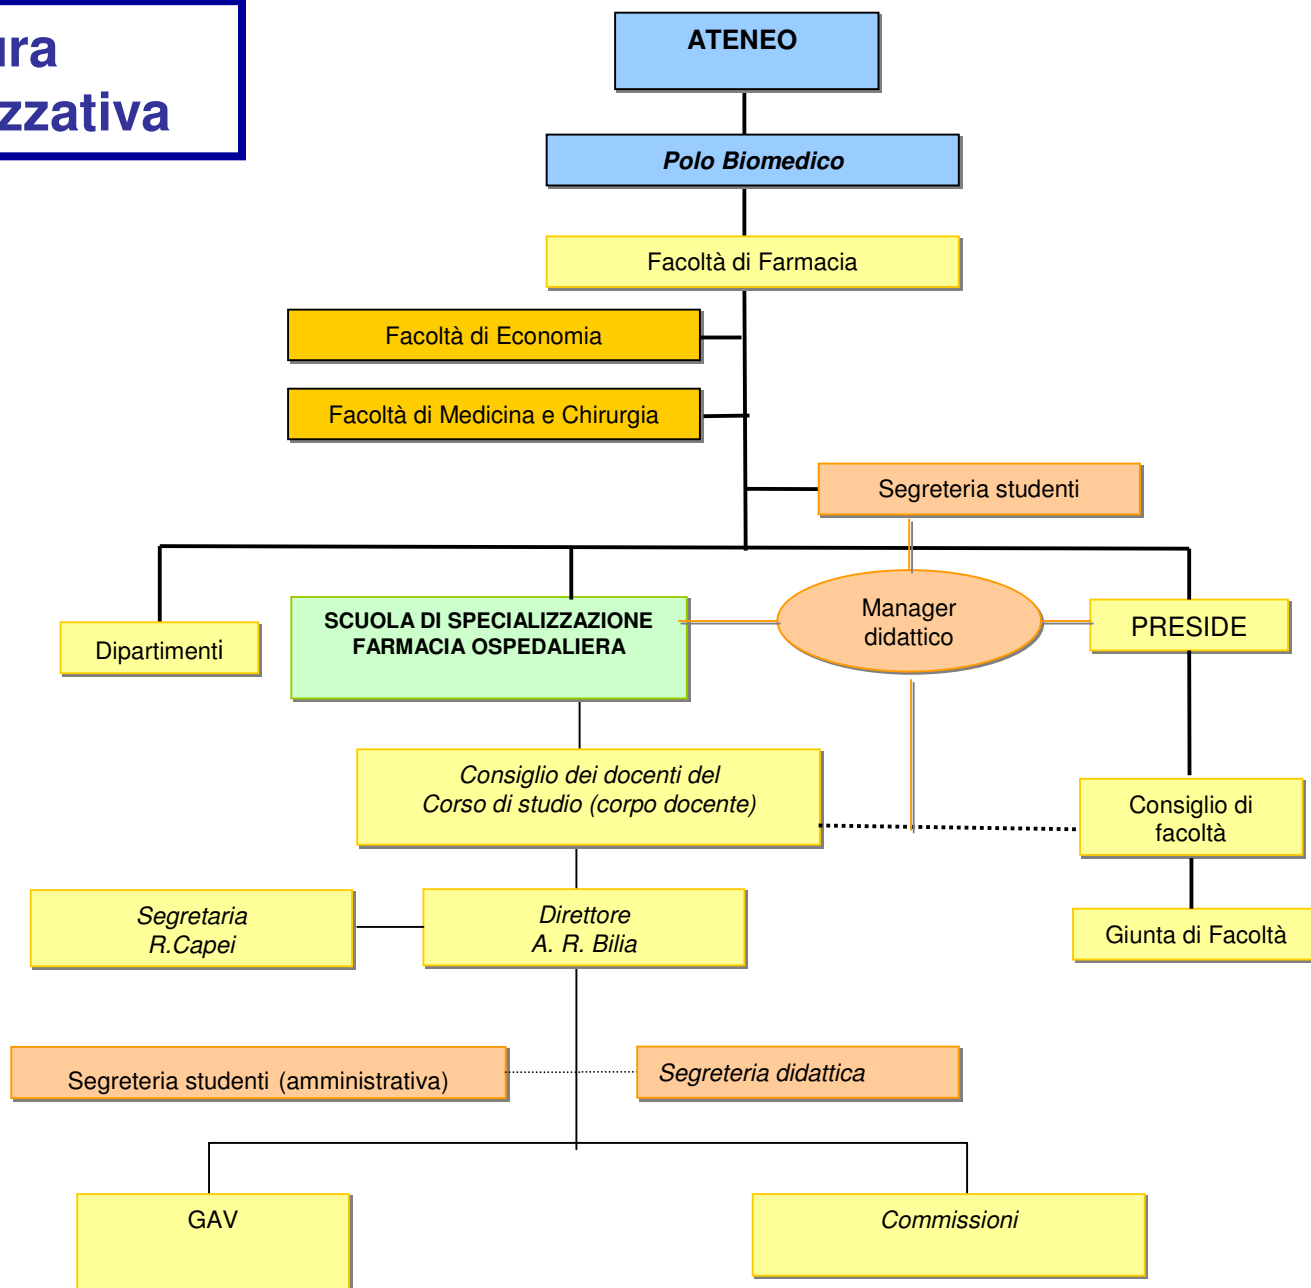 ura
izzativa
ATENEO
Polo Biomedico
Facoltà di Farmacia
Facoltà di Economia
Facoltà di Medicina e Chirurgia
Segreteria studenti
Manager
didattico
SCUOLA DI SPECIALIZZAZIONE
FARMACIA OSPEDALIERA
PRESIDE
Dipartimenti
Consiglio dei docenti del
Corso di studio (corpo docente)
Consiglio di
facoltà
Segretaria
R.Capei
Direttore
A. R. Bilia
Giunta di Facoltà
Segreteria studenti (amministrativa)
Segreteria didattica
GAV
Commissioni